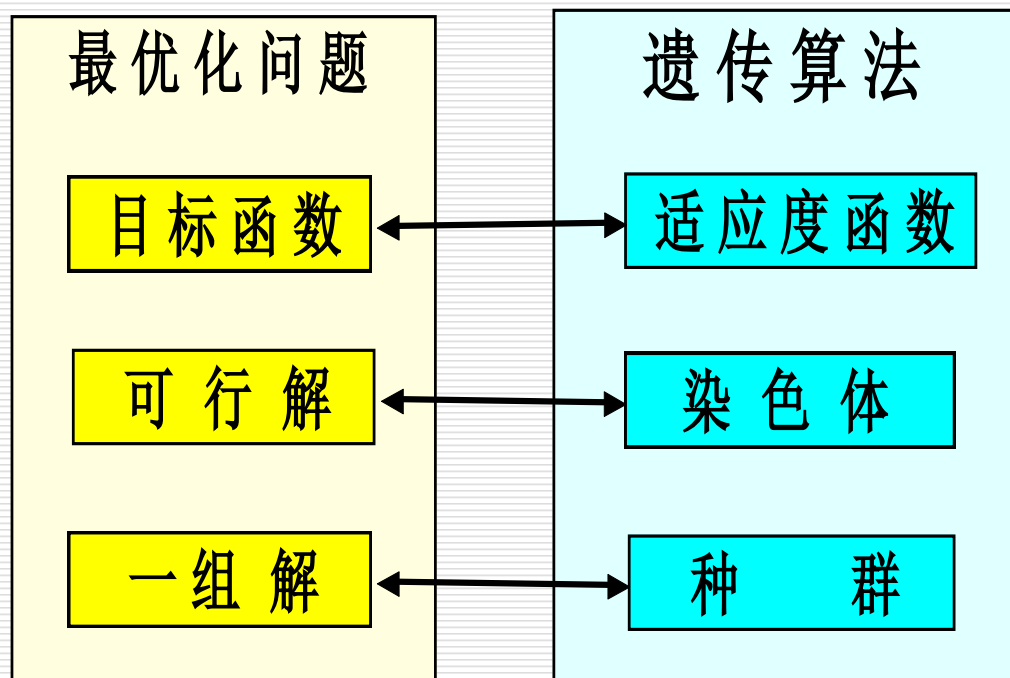 最优化问题
目标函数
可行解
一组解
遗传算法
适应度函数
染色体
种群